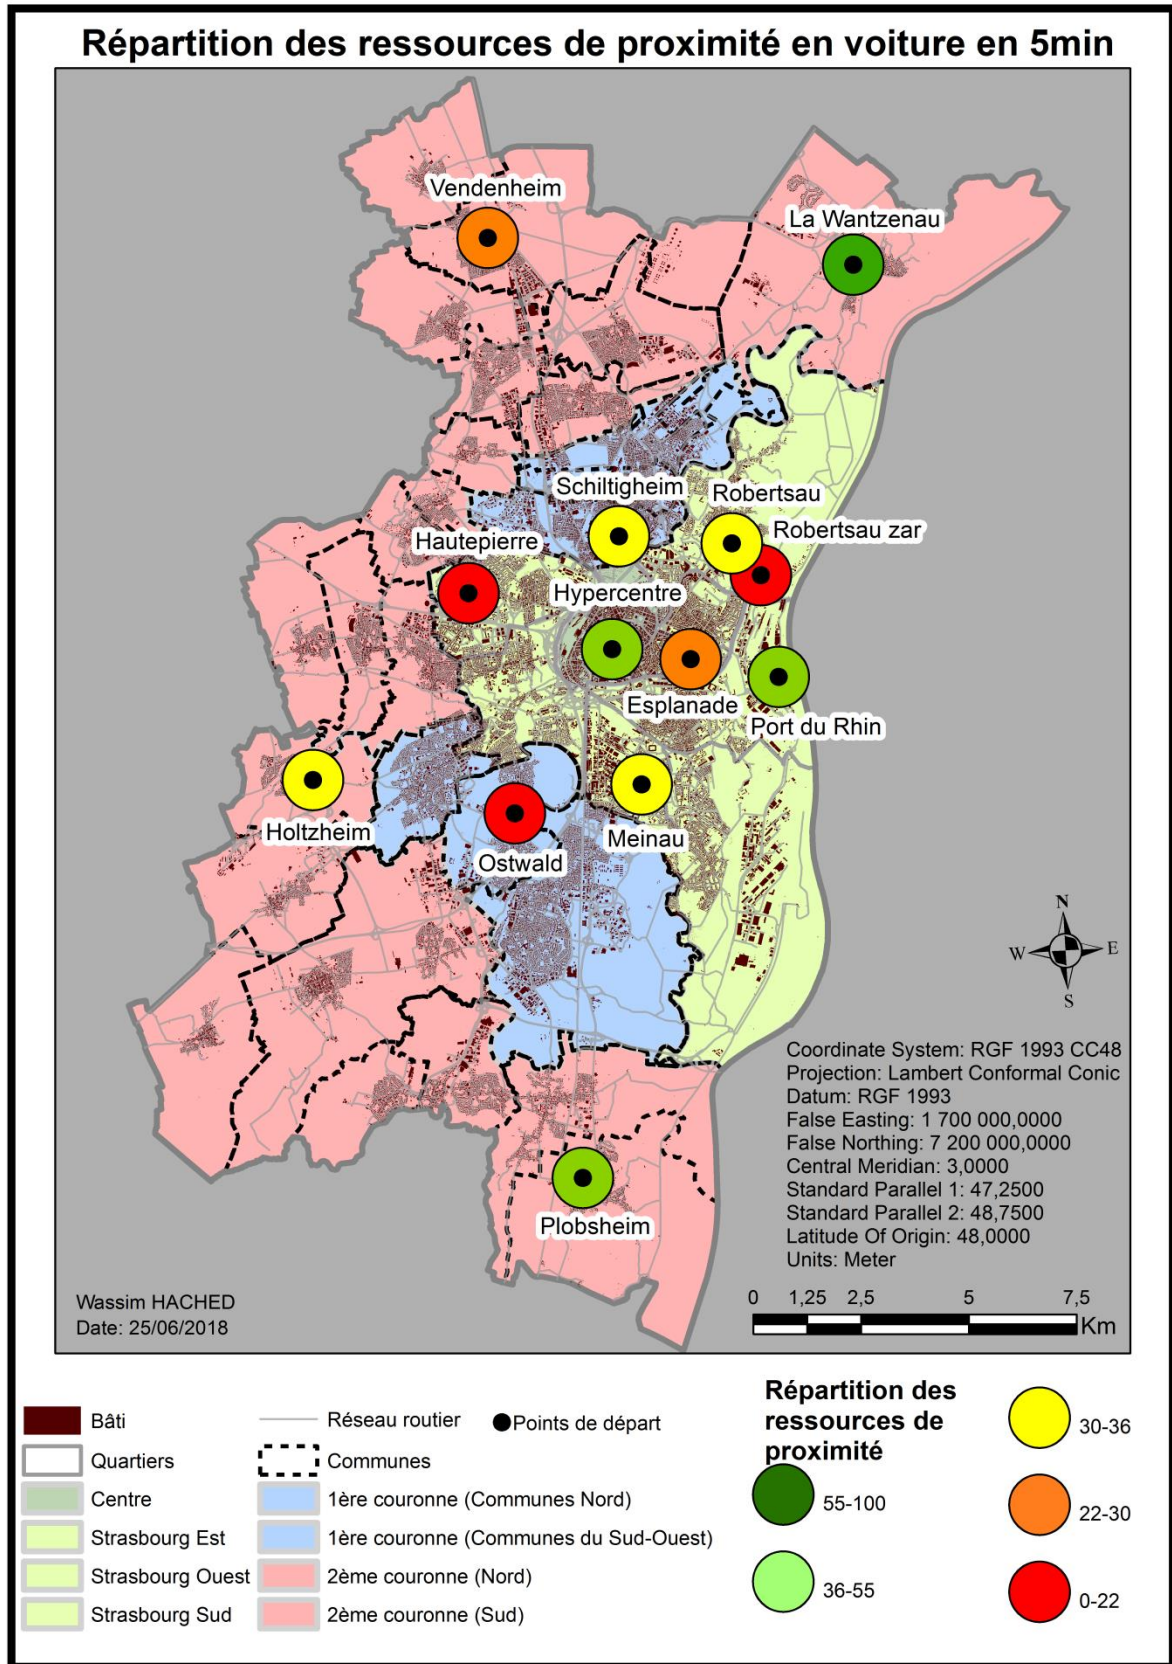 Répartition des ressources de proximité en voiture en 5min
Vendenheim
La Wantzenau
Schiltigheim
Robertsau
Hautepierre
Robertsau zar
Hypercentre
Esplanade
Port du Rhin
Holtzheim
Ostwald
Meinau
Plobsheim
N
W
E
S
Coordinate System: RGF 1993 CC48
Projection: Lambert Conformal Conic
Datum: RGF 1993
False Easting: 1 700 000,0000
False Northing: 7 200 000,0000
Central Meridian: 3,0000
Standard Parallel 1: 47,2500
Standard Parallel 2: 48,7500
Latitude Of Origin: 48,0000
Units: Meter
Wassim HACHED
Date: 25/06/2018
0 1,25 2,5 5 7,5
Km
Bâti
Quartiers
Centre
Strasbourg Est
Strasbourg Ouest
Strasbourg Sud
Réseau routier
Points de départ
Communes
1ère couronne (Communes Nord)
1ère couronne (Communes du Sud-Ouest)
2ème couronne (Nord)
2ème couronne (Sud)
Répartition des
ressources de
proximité
55-100
36-55
30-36
22-30
0-22